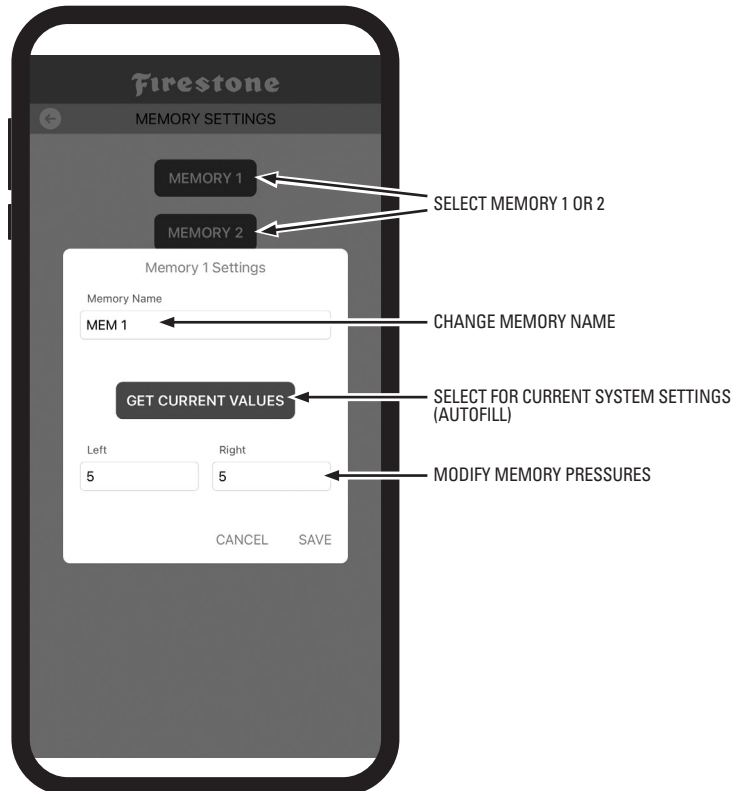 Firestone
MEMORY SETTINGS
MEMORY 1
SELECT MEMORY 1 OR 2
MEMORY 2
Memory 1 Settings
Memory Name
MEM 1
CHANGE MEMORY NAME
GET CURRENT VALUES
SELECT FOR CURRENT SYSTEM SETTINGS
(AUTOFILL)
Left Right
5 5
MODIFY MEMORY PRESSURES
CANCEL SAVE